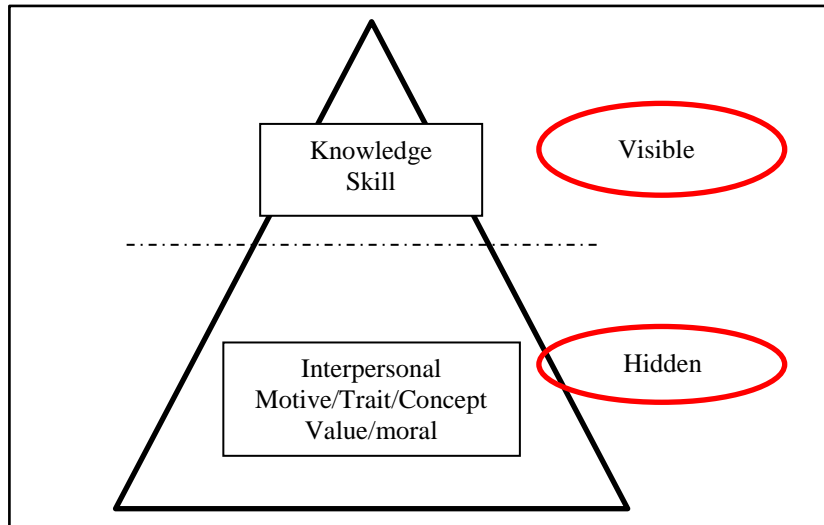 Knowledge
Skill
Visible
Interpersonal
Motive/Trait/Concept
Value/moral
Hidden